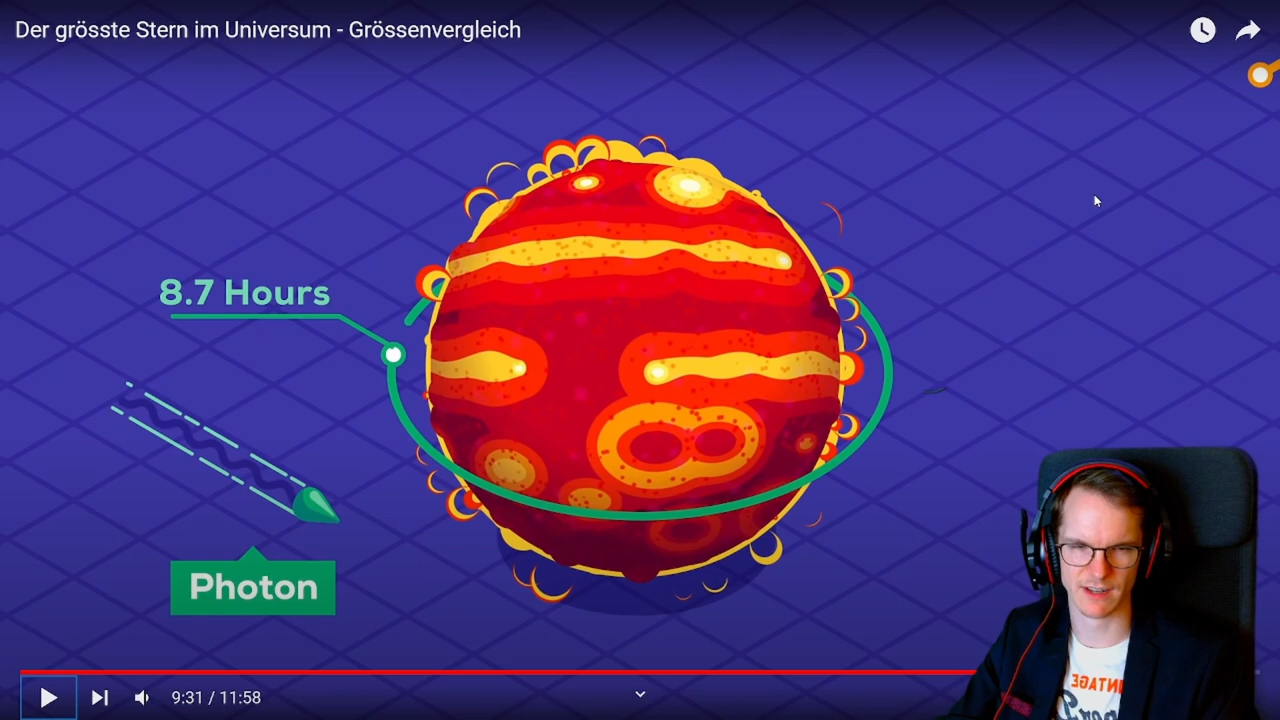 Der grösste Stern im Universum - Grössenvergleich
8.7 Hours
Photon
9:31 / 11:58